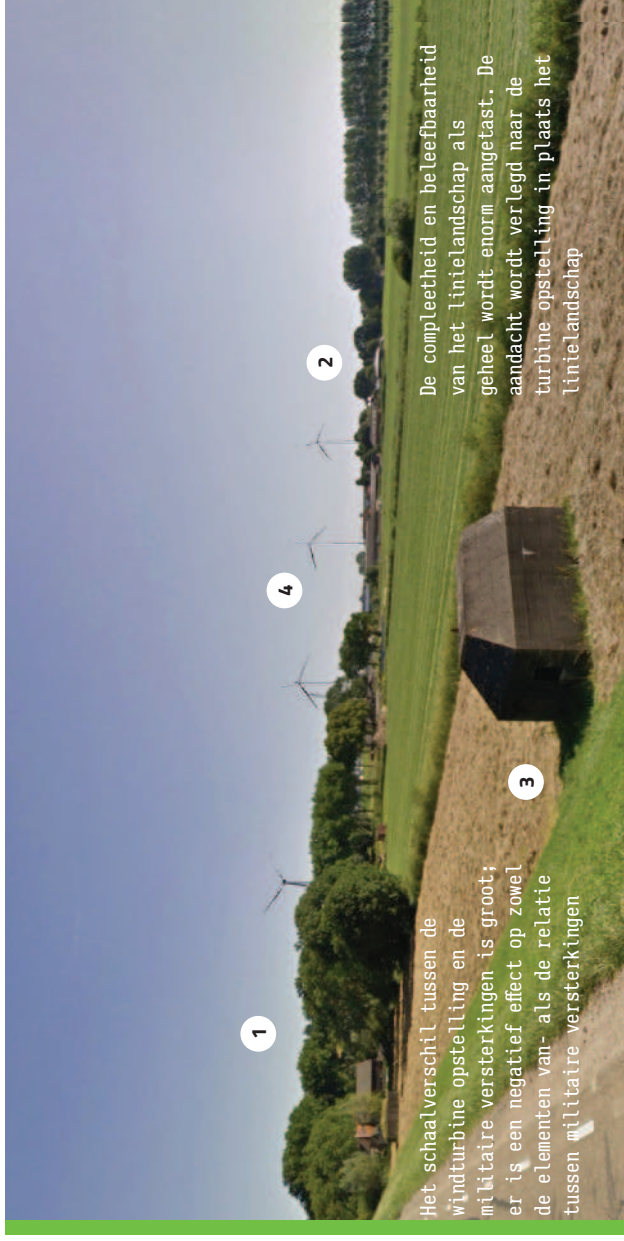 1
4
2
3
Het schaalverschil tussen de
windturbine opstelling en de
militaire versterkingen is groot;
er is een negatief effect op zowel
de elementen van- als de relatie
tussen militaire versterkingen
De compleetheid en beleefbaarheid
van het linielandschap als
geheel wordt enorm aangetast. De
aandacht wordt verlegd naar de
turbine opstelling in plaats het
linielandschap